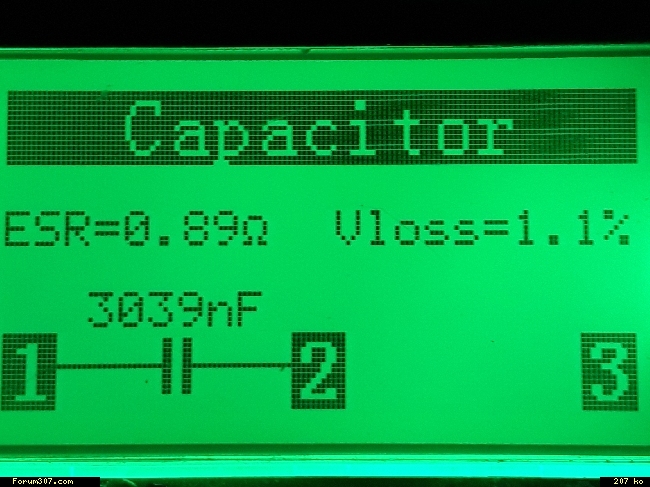 Capacitor
ESR=0.89Ω Vloss=1.1%
3039nF
1 2 3
Forum307.com 207 ko